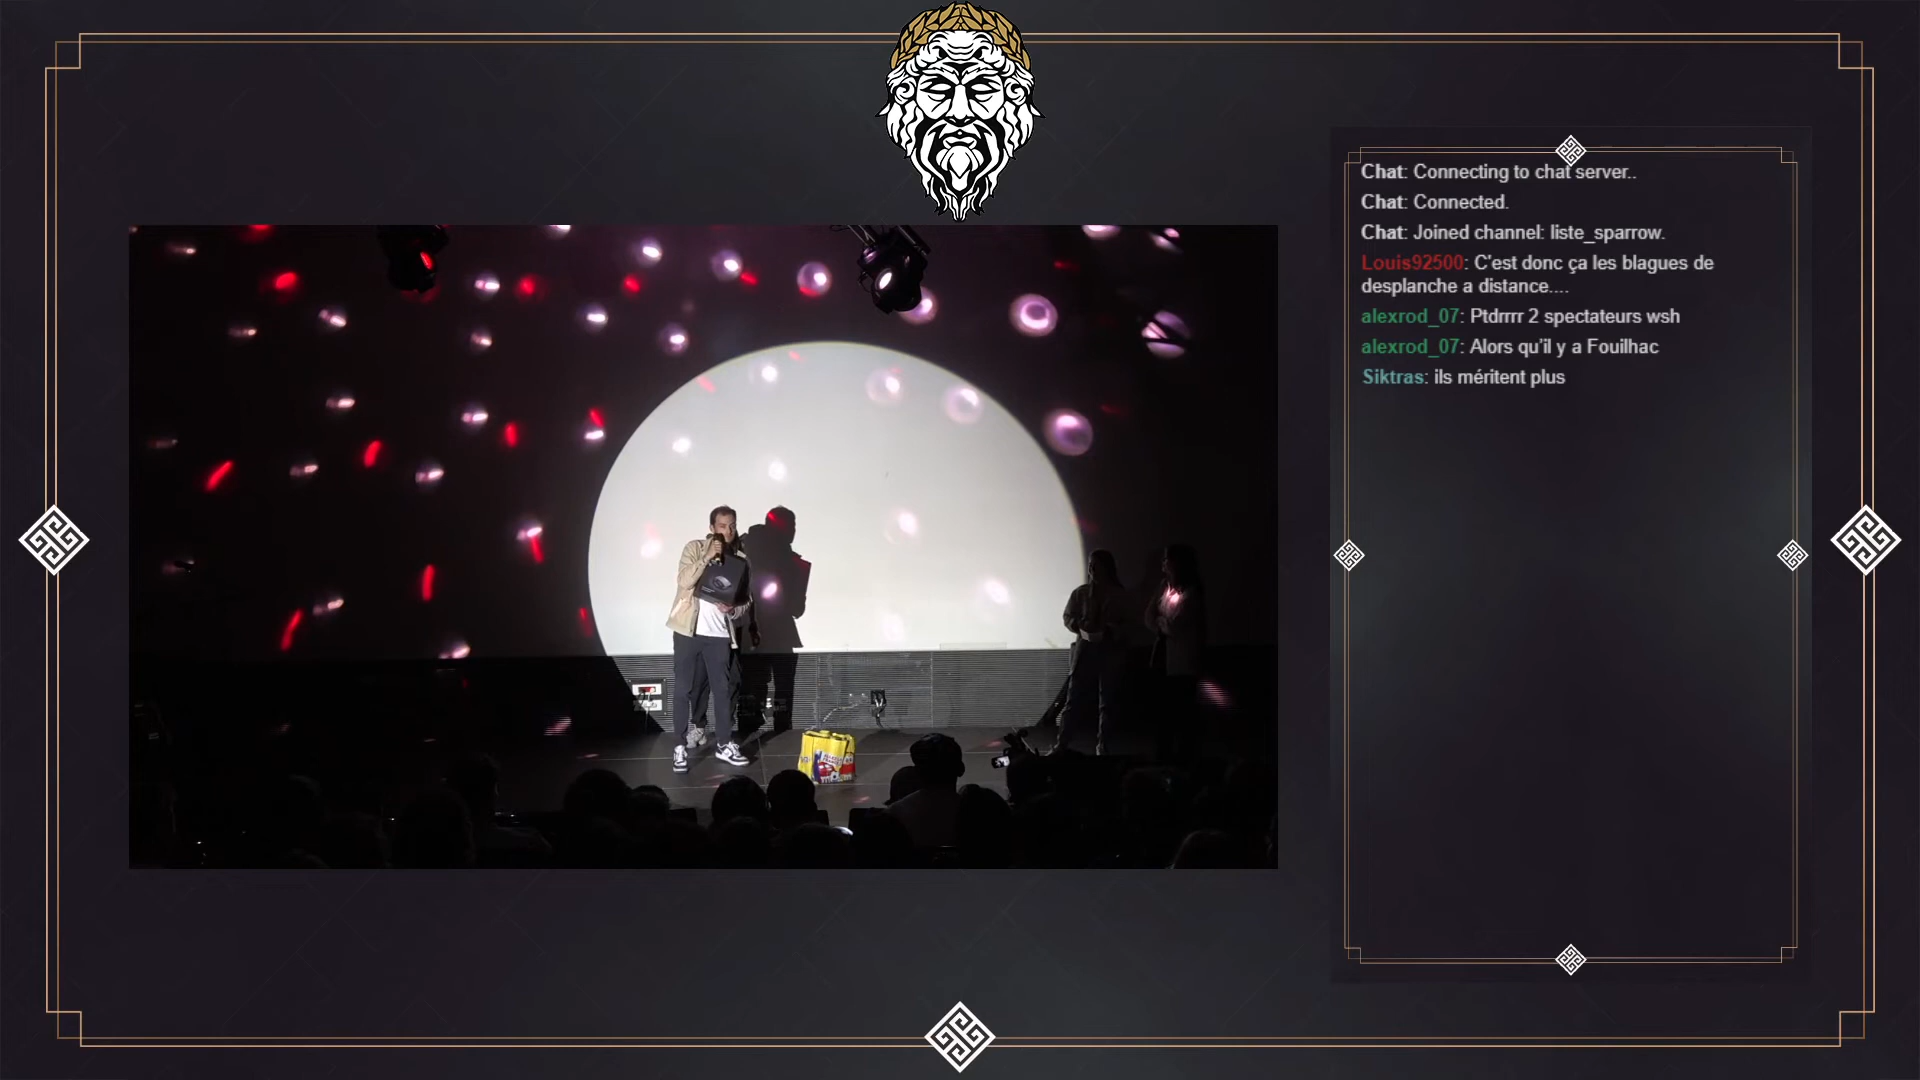 Chat: Connecting to chat server..
Chat: Connected.
Chat: Joined channel: liste_sparrow.
Louis92500: C'est donc ça les blagues de
desplanche a distance....
alexrod_07: Ptdrrrr 2 spectateurs wsh
alexrod_07: Alors qu'il y a Fouilhac
Siktras: ils méritent plus